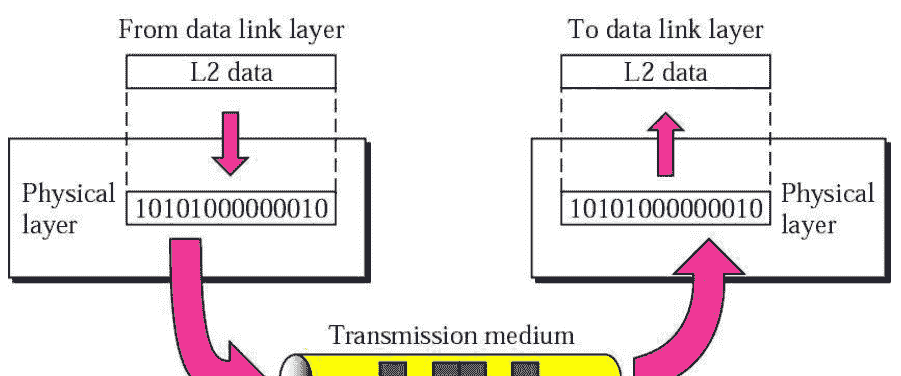 From data link layer
L2 data
Physical
layer
10101000000010
To data link layer
L2 data
10101000000010
Physical
layer
Transmission medium